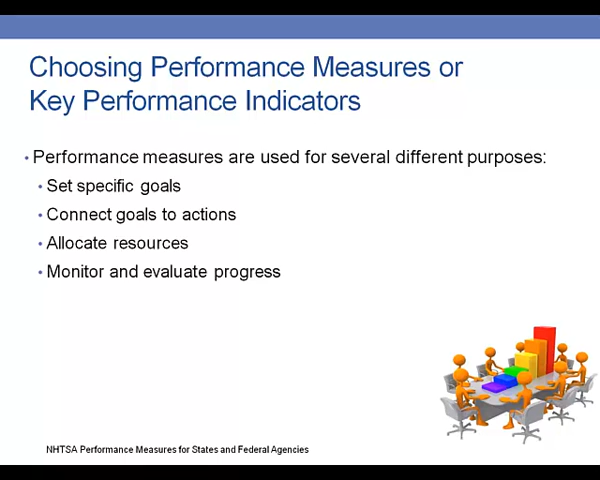 Choosing Performance Measures or
Key Performance Indicators
• Performance measures are used for several different purposes:
• Set specific goals
• Connect goals to actions
• Allocate resources
• Monitor and evaluate progress
NHTSA Performance Measures for States and Federal Agencies